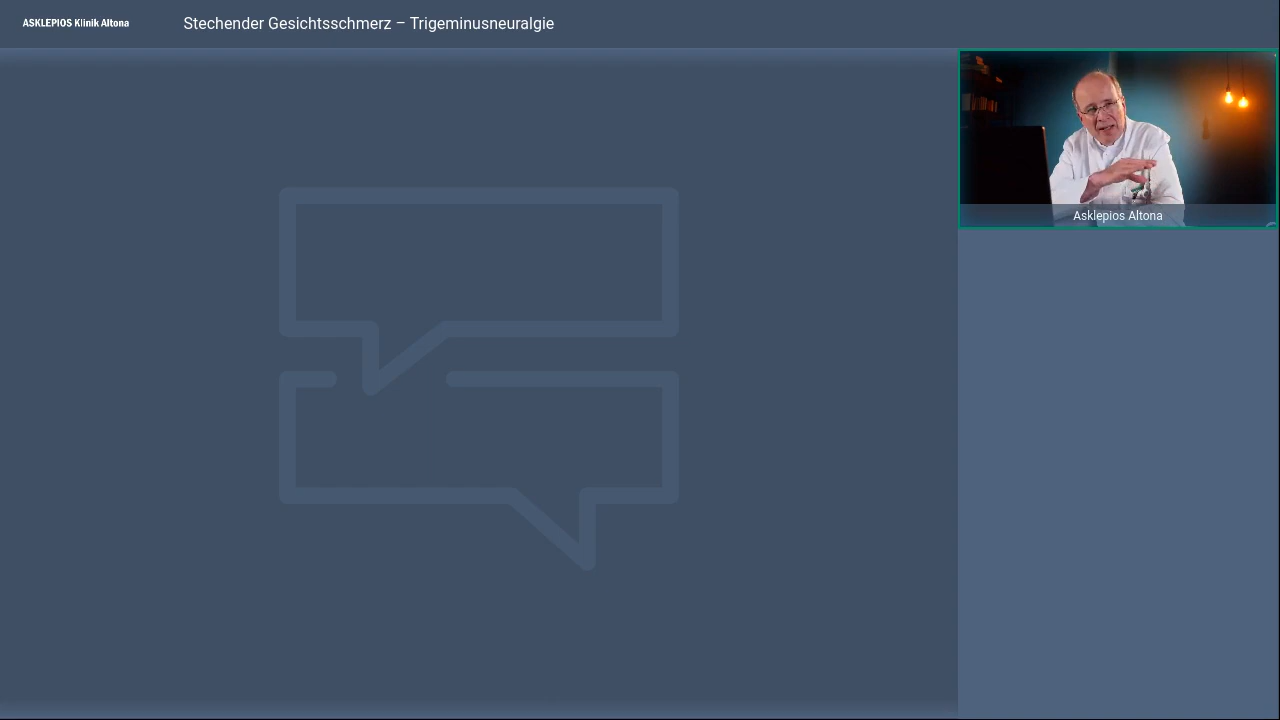 ASKLEPIOS Klinik Altona
Stechender Gesichtsschmerz – Trigeminusneuralgie
Asklepios Altona